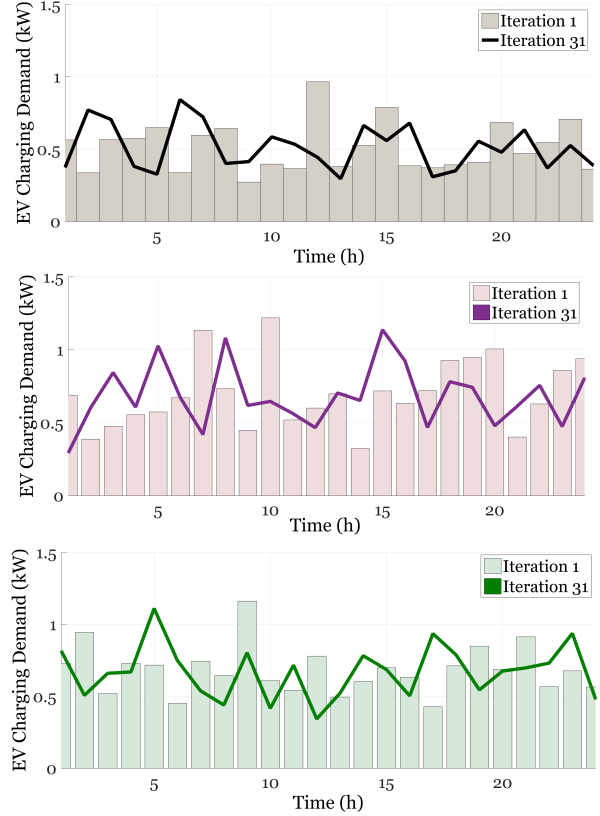 1.5
1
0.5
0
EV Charging Demand (kW)
Iteration 1
Iteration 31
5
10
15
20
Time (h)
1.5
1
0.5
0
EV Charging Demand (kW)
Iteration 1
Iteration 31
5
10
15
20
Time (h)
1.5
1
0.5
0
EV Charging Demand (kW)
Iteration 1
Iteration 31
5
10
15
20
Time (h)